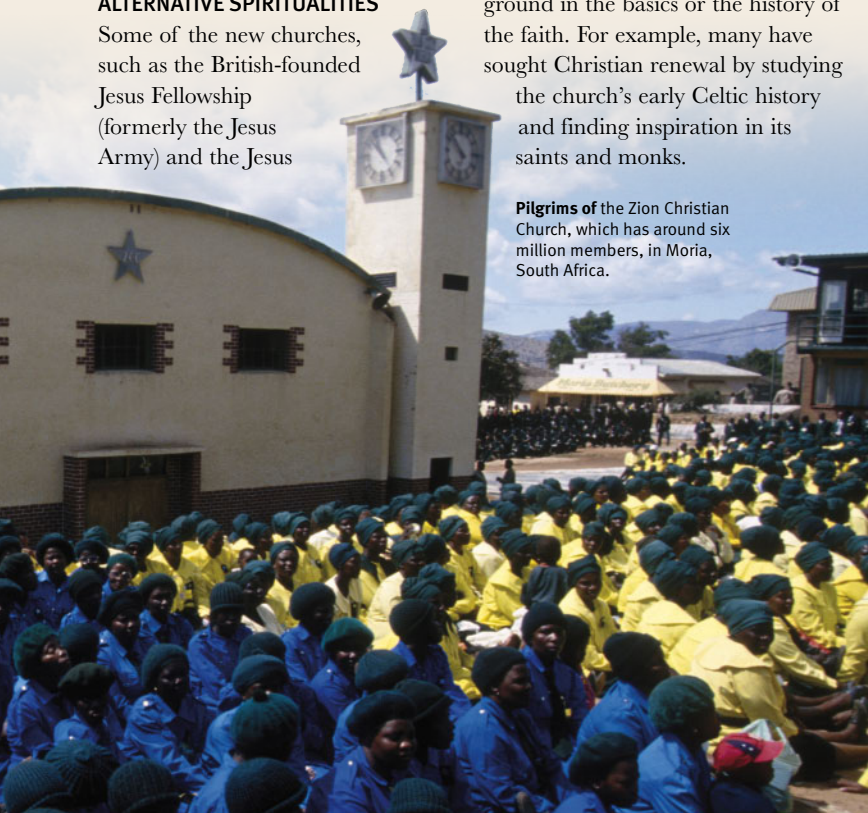 ALTERNATIVE SPIRITUALITIES
Some of the new churches,
such as the British-founded
Jesus Fellowship
(formerly the Jesus
Army) and the Jesus
ground in the basics or the history of
the faith. For example, many have
sought Christian renewal by studying
the church’s early Celtic history
and finding inspiration in its
saints and monks.
Pilgrims of the Zion Christian
Church, which has around six
million members, in Moria,
South Africa.
Moria Butchery